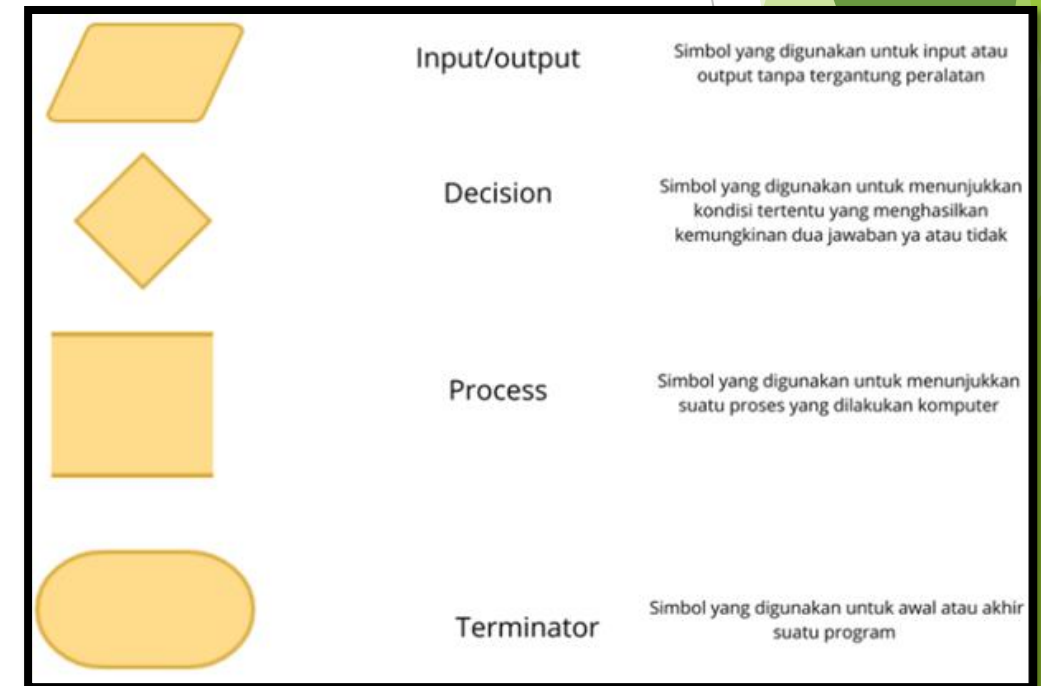 Input/output
Simbol yang digunakan untuk input atau
output tanpa tergantung peralatan
Decision
Simbol yang digunakan untuk menunjukkan
kondisi tertentu yang menghasilkan
kemungkinan dua jawaban ya atau tidak
Process
Simbol yang digunakan untuk menunjukkan
suatu proses yang dilakukan komputer
Terminator
Simbol yang digunakan untuk awal atau akhir
suatu program